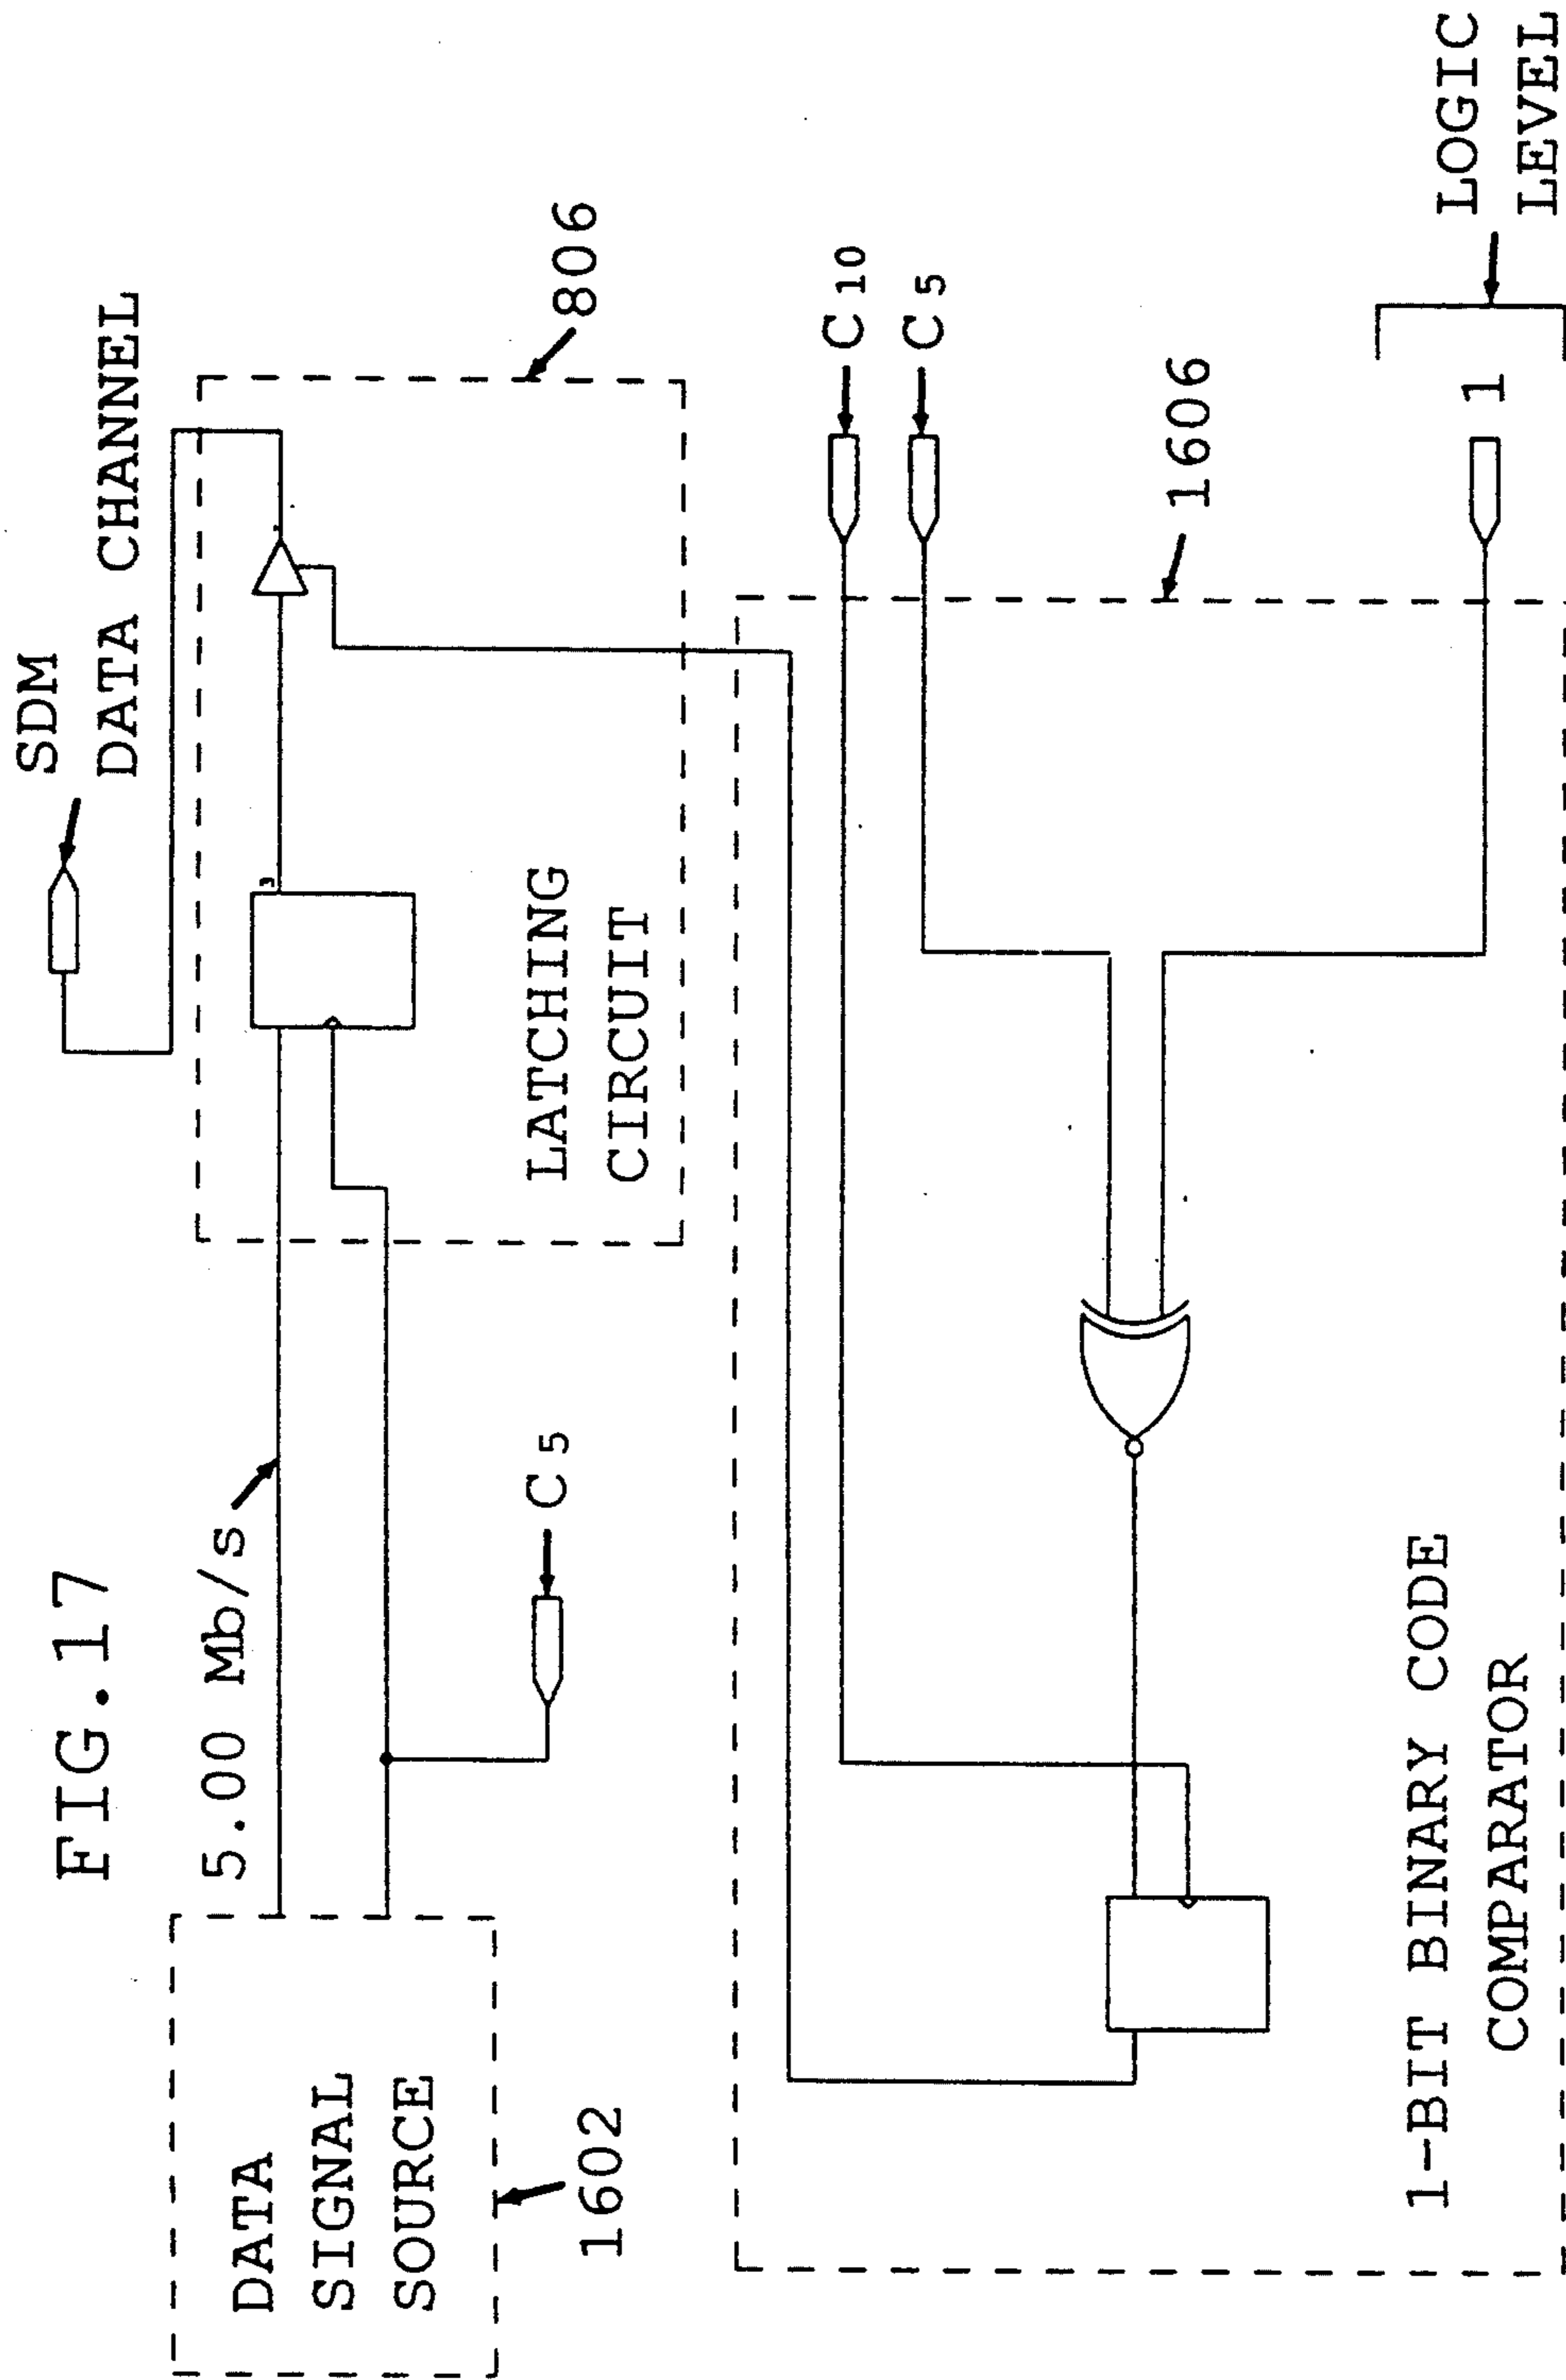 FIG.17
SDM
DATA CHANNEL
5.00 Mb/s
DATA
SIGNAL
SOURCE
1602
C5
LATCHING
CIRCUIT
806
C10
C5
1606
1-BIT BINARY CODE
COMPARATOR
1
LOGIC
LEVEL